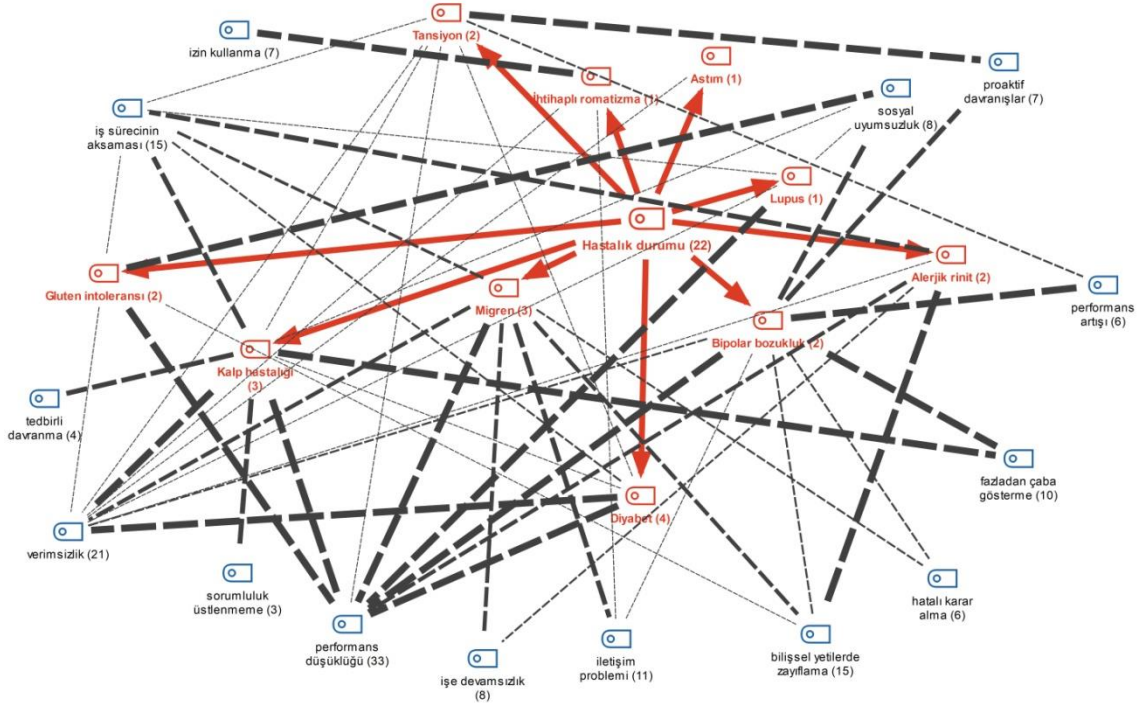 Tansiyon (2)
izin kullanma (7)
Astım (1)
proaktif
davranışlar (7)
İhtihaplı romatizma (1)
sosyal
uyumsuzluk (8)
iş sürecinin
aksaması (15)
Lupus (1)
Hastalık durumu (22)
Alerjik rinit (2)
Gluten intoleransı (2)
Migren (3)
performans
artışı (6)
Bipolar bozukluk (2)
Kalp hastalığı
(3)
tedbirli
davranma (4)
fazladan çaba
gösterme (10)
Diyabet (4)
verimsizlik (21)
sorumluluk
üstlenmeme (3)
hatalı karar
alma (6)
performans
düşüklüğü (33)
işe devamsızlık
(8)
iletişim
problemi (11)
bilişsel yetilerde
zayıflama (15)